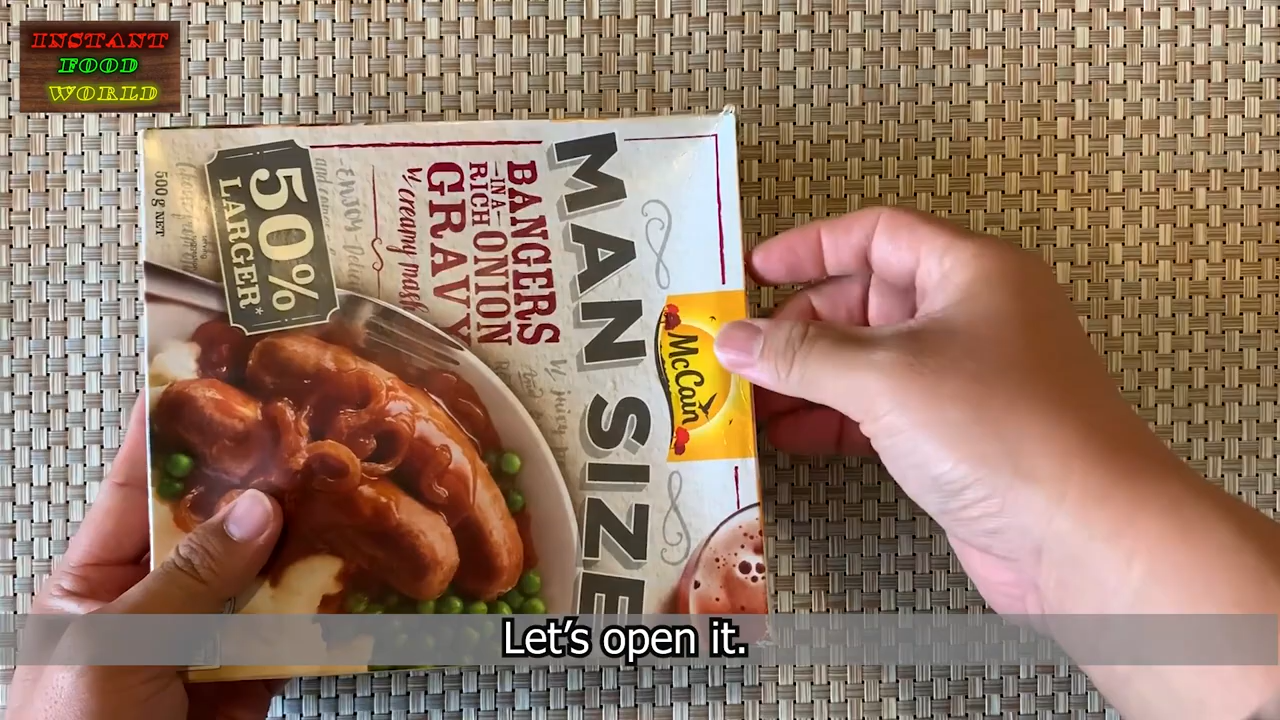 INSTANT
FOOD
WORLD
McCain
MAN SIZE
BANGERS
-IN A-
RICH ONION
GRAVY
w creamy mash
50%
LARGER*
500g NET
Let's open it.